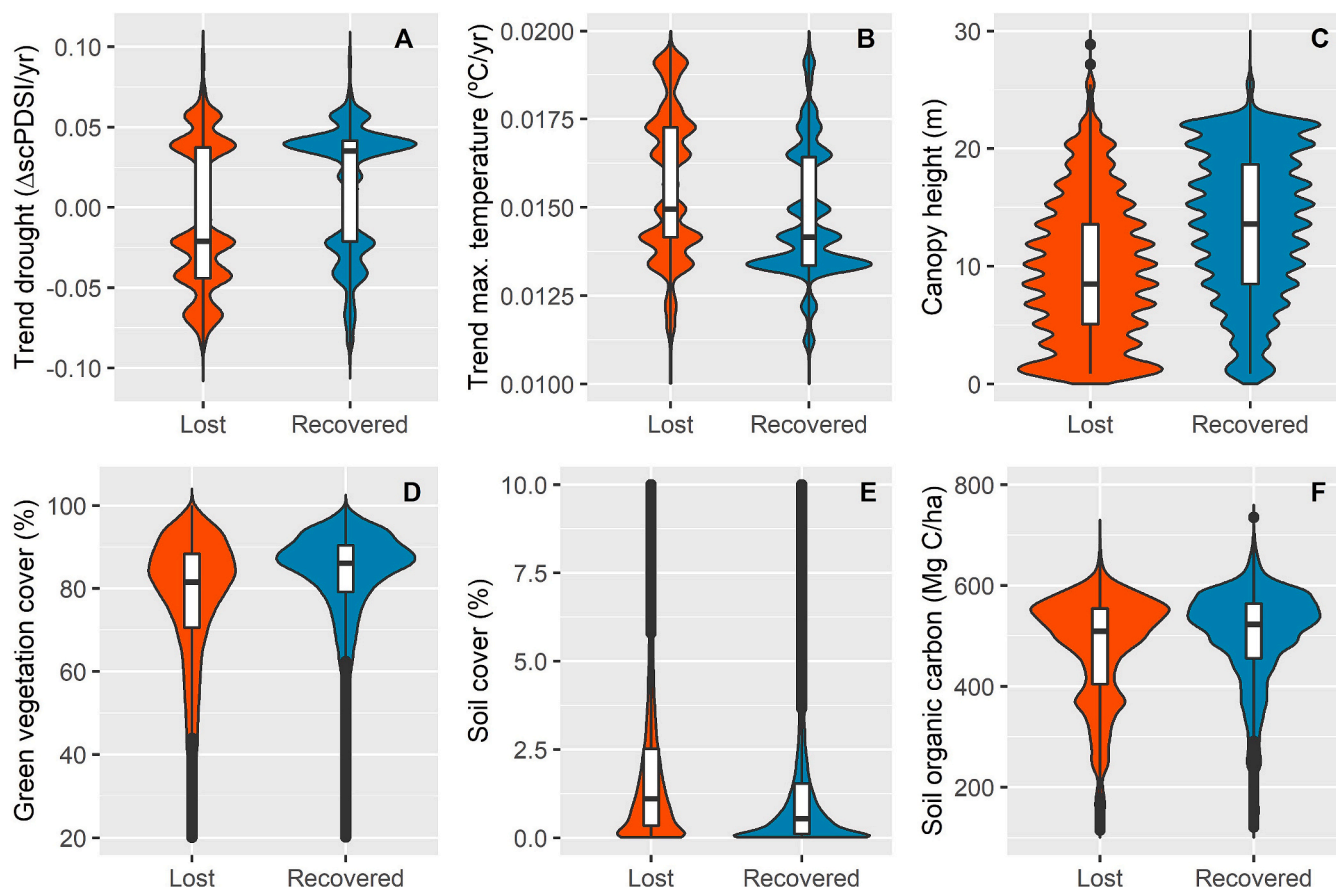 A
Trend drought (ΔscPDSI/yr)
0.10
0.05
0.00
-0.05
-0.10
Lost
Recovered
B
Trend max. temperature (ºC/yr)
0.0200
0.0175
0.0150
0.0125
0.0100
Lost
Recovered
C
Canopy height (m)
30
20
10
0
Lost
Recovered
D
Green vegetation cover (%)
100
80
60
40
20
Lost
Recovered
E
Soil cover (%)
10.0
7.5
5.0
2.5
0.0
Lost
Recovered
F
Soil organic carbon (Mg C/ha)
800
600
400
200
Lost
Recovered